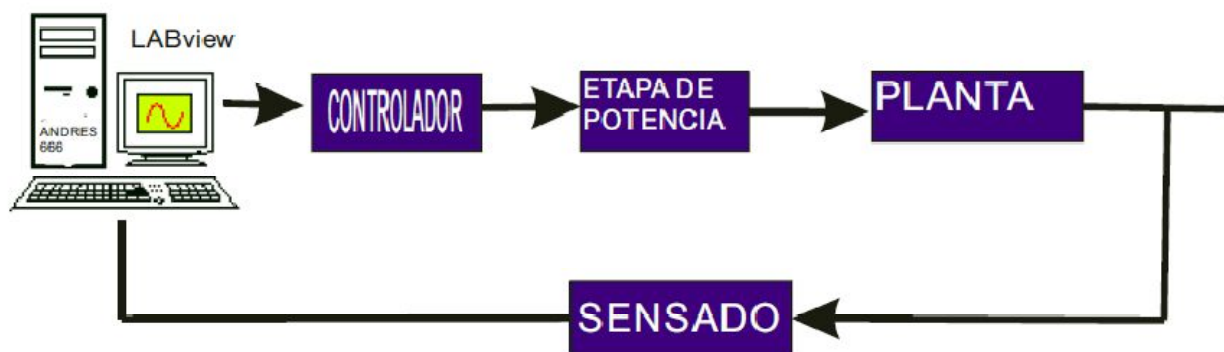 LABview
ANDRES
666
CONTROLADOR
ETAPA DE
POTENCIA
PLANTA
SENSADO